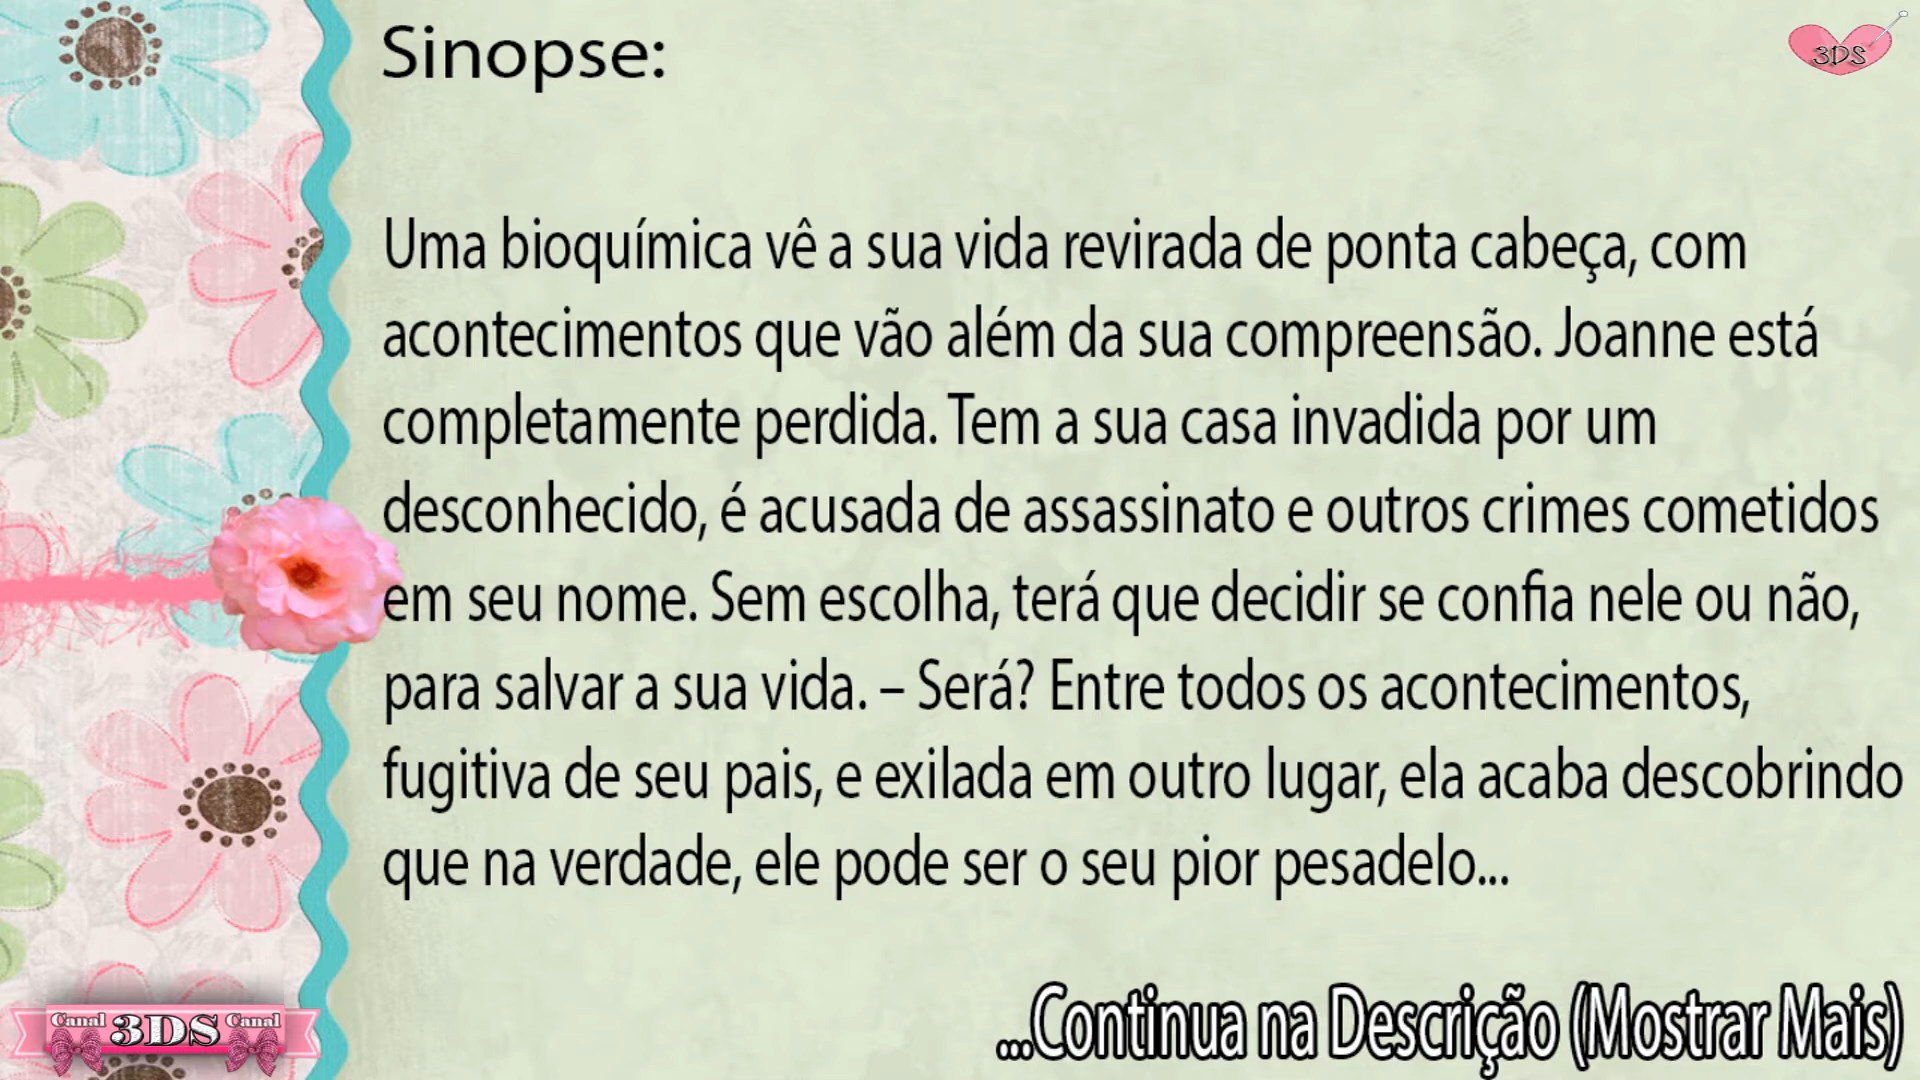 Sinopse:
3DS
Uma bioquímica vê a sua vida revirada de ponta cabeça, com
acontecimentos que vão além da sua compreensão. Joanne está
completamente perdida. Tem a sua casa invadida por um
desconhecido, é acusada de assassinato e outros crimes cometidos
em seu nome. Sem escolha, terá que decidir se confia nele ou não,
para salvar a sua vida. – Será? Entre todos os acontecimentos,
fugitiva de seu pais, e exilada em outro lugar, ela acaba descobrindo
que na verdade, ele pode ser o seu pior pesadelo...
...Continua na Descrição (Mostrar Mais)
Canal 3DS Canal